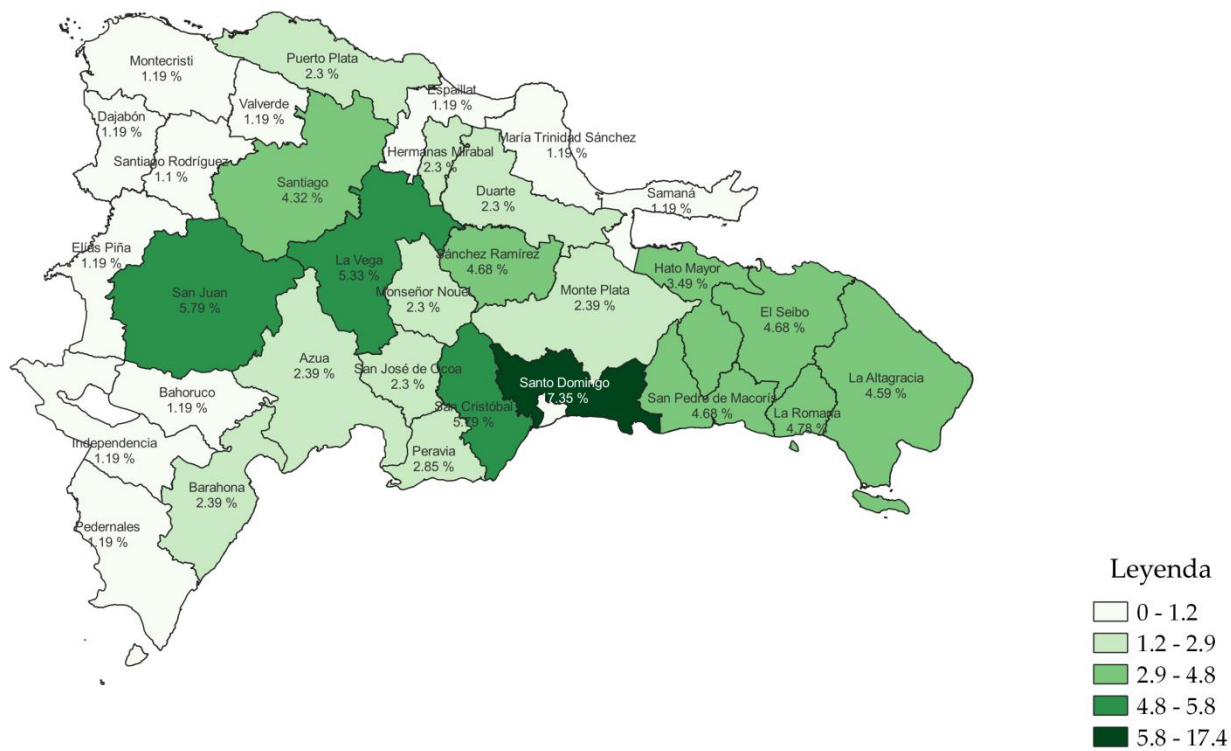 Montecristi
1.19 %
Puerto Plata
2.3 %
Espaillat
1.19 %
Valverde
1.19 %
Dajabón
1.19 %
María Trinidad Sánchez
1.19 %
Santiago Rodríguez
1.1 %
Hermanas Mirabal
2.3 %
Santiago
4.32 %
Duarte
2.3 %
Samaná
1.19 %
Elías Piña
1.19 %
La Vega
5.33 %
Sánchez Ramírez
4.68 %
Hato Mayor
3.49 %
San Juan
5.79 %
Monseñor Nouel
2.3 %
Monte Plata
2.39 %
El Seibo
4.68 %
Azua
2.39 %
San José de Ocoa
2.3 %
Santo Domingo
17.35 %
La Altagracia
4.59 %
Bahoruco
1.19 %
San Cristóbal
5.79 %
San Pedro de Macorís
4.68 %
La Romana
4.78 %
Independencia
1.19 %
Peravia
2.85 %
Barahona
2.39 %
Pedernales
1.19 %
Leyenda
0 - 1.2
1.2 - 2.9
2.9 - 4.8
4.8 - 5.8
5.8 - 17.4